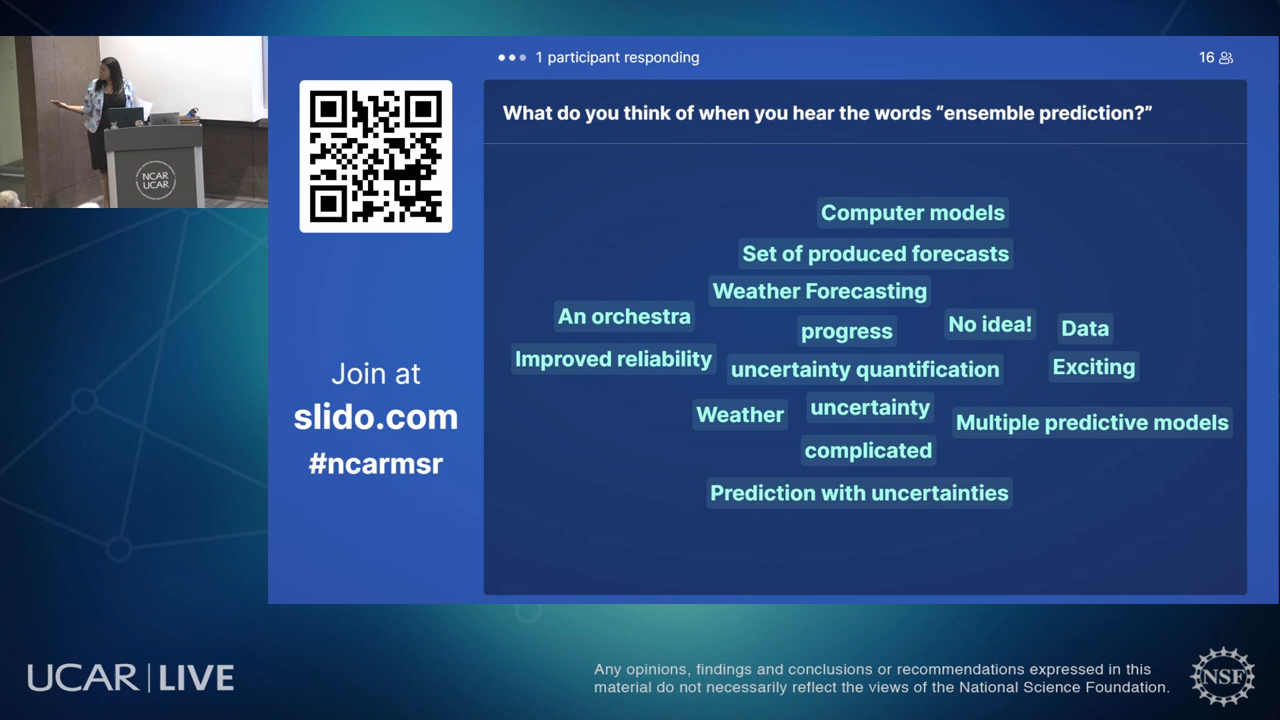 1 participant responding
16
What do you think of when you hear the words “ensemble prediction?”
Computer models
Set of produced forecasts
Weather Forecasting
An orchestra
progress
No idea!
Data
Improved reliability
uncertainty quantification
Exciting
Weather
uncertainty
Multiple predictive models
complicated
Prediction with uncertainties
Join at
slido.com
#ncarmsr
NCAR
UCAR
UCAR | LIVE
Any opinions, findings and conclusions or recommendations expressed in this
material do not necessarily reflect the views of the National Science Foundation.
NSF